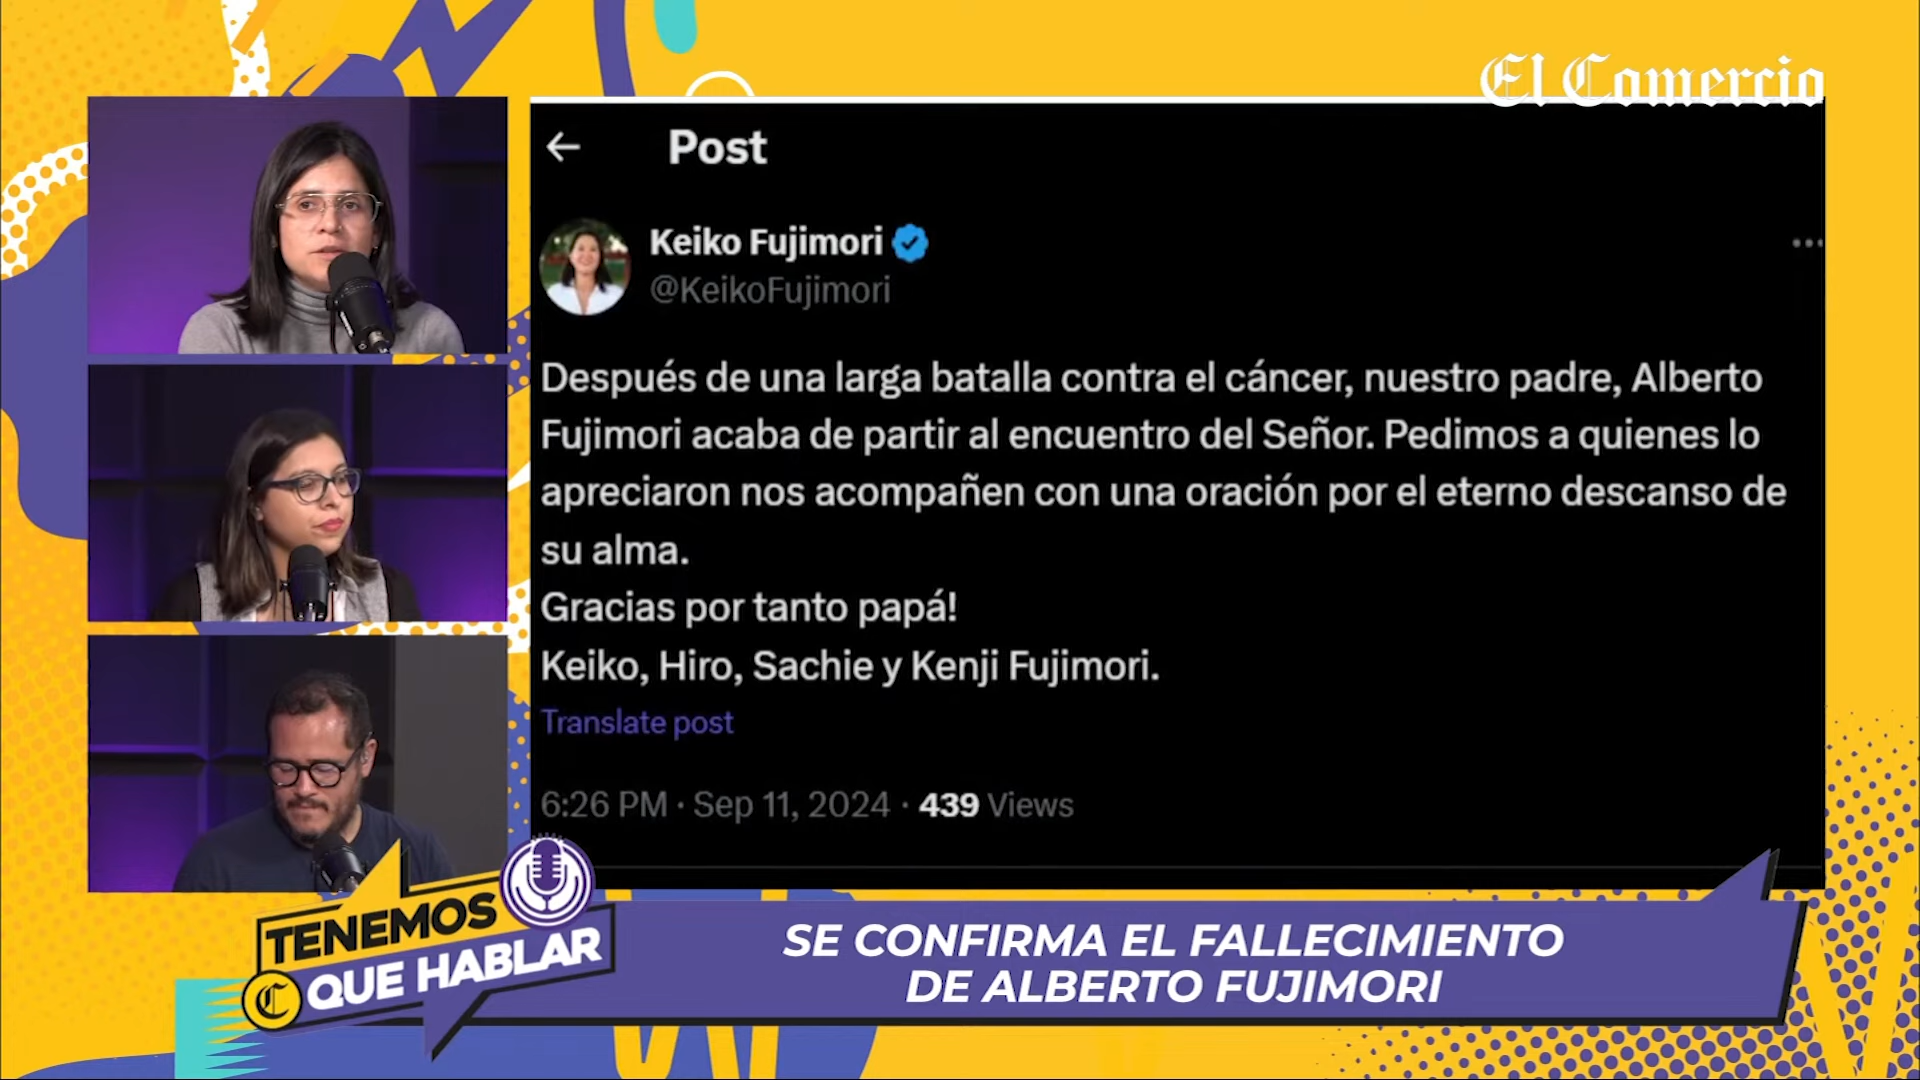 El Comercio
Post
Keiko Fujimori
@KeikoFujimori
Después de una larga batalla contra el cáncer, nuestro padre, Alberto
Fujimori acaba de partir al encuentro del Señor. Pedimos a quienes lo
apreciaron nos acompañen con una oración por el eterno descanso de
su alma.
Gracias por tanto papá!
Keiko, Hiro, Sachie y Kenji Fujimori.
Translate post
6:26 PM · Sep 11, 2024 · 439 Views
TENEMOS
C QUE HABLAR
SE CONFIRMA EL FALLECIMIENTO
DE ALBERTO FUJIMORI